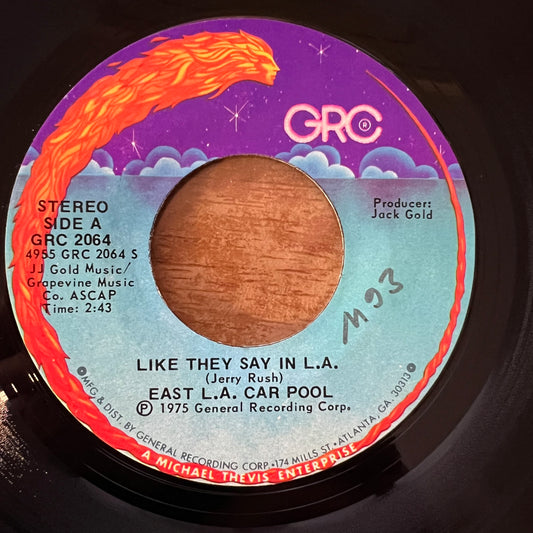 GRC ®
STEREO
SIDE A
GRC 2064
4955 GRC 2064 S
JJ Gold Music/
Grapevine Music
Co. ASCAP
Time: 2:43
Producer:
Jack Gold
M93
LIKE THEY SAY IN L.A.
(Jerry Rush)
EAST L.A. CAR POOL
Ⓟ 1975 General Recording Corp.
MFG. & DIST. BY GENERAL RECORDING CORP•174 MILLS ST•ATLANTA, GA. 30313
A MICHAEL THEVIS ENTERPRISE